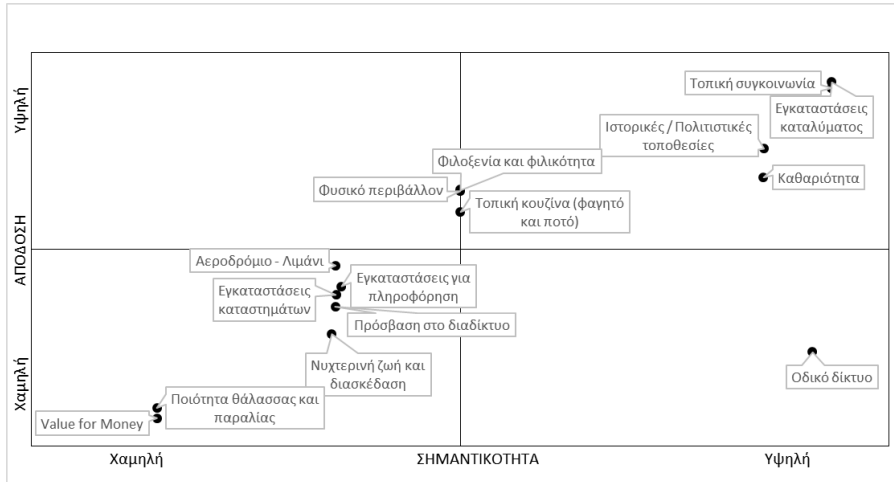 Υψηλή
Τοπική συγκοινωνία
Εγκαταστάσεις
καταλύματος
Ιστορικές / Πολιτιστικές
τοποθεσίες
Φιλοξενία και φιλικότητα
Καθαριότητα
Φυσικό περιβάλλον
Τοπική κουζίνα (φαγητό
και ποτό)
ΑΠΟΔΟΣΗ
Αεροδρόμιο - Λιμάνι
Εγκαταστάσεις για
πληροφόρηση
Εγκαταστάσεις
καταστημάτων
Πρόσβαση στο διαδίκτυο
Νυχτερινή ζωή και
διασκέδαση
Οδικό δίκτυο
Χαμηλή
Ποιότητα θάλασσας και
παραλίας
Value for Money
Χαμηλή
ΣΗΜΑΝΤΙΚΟΤΗΤΑ
Υψηλή